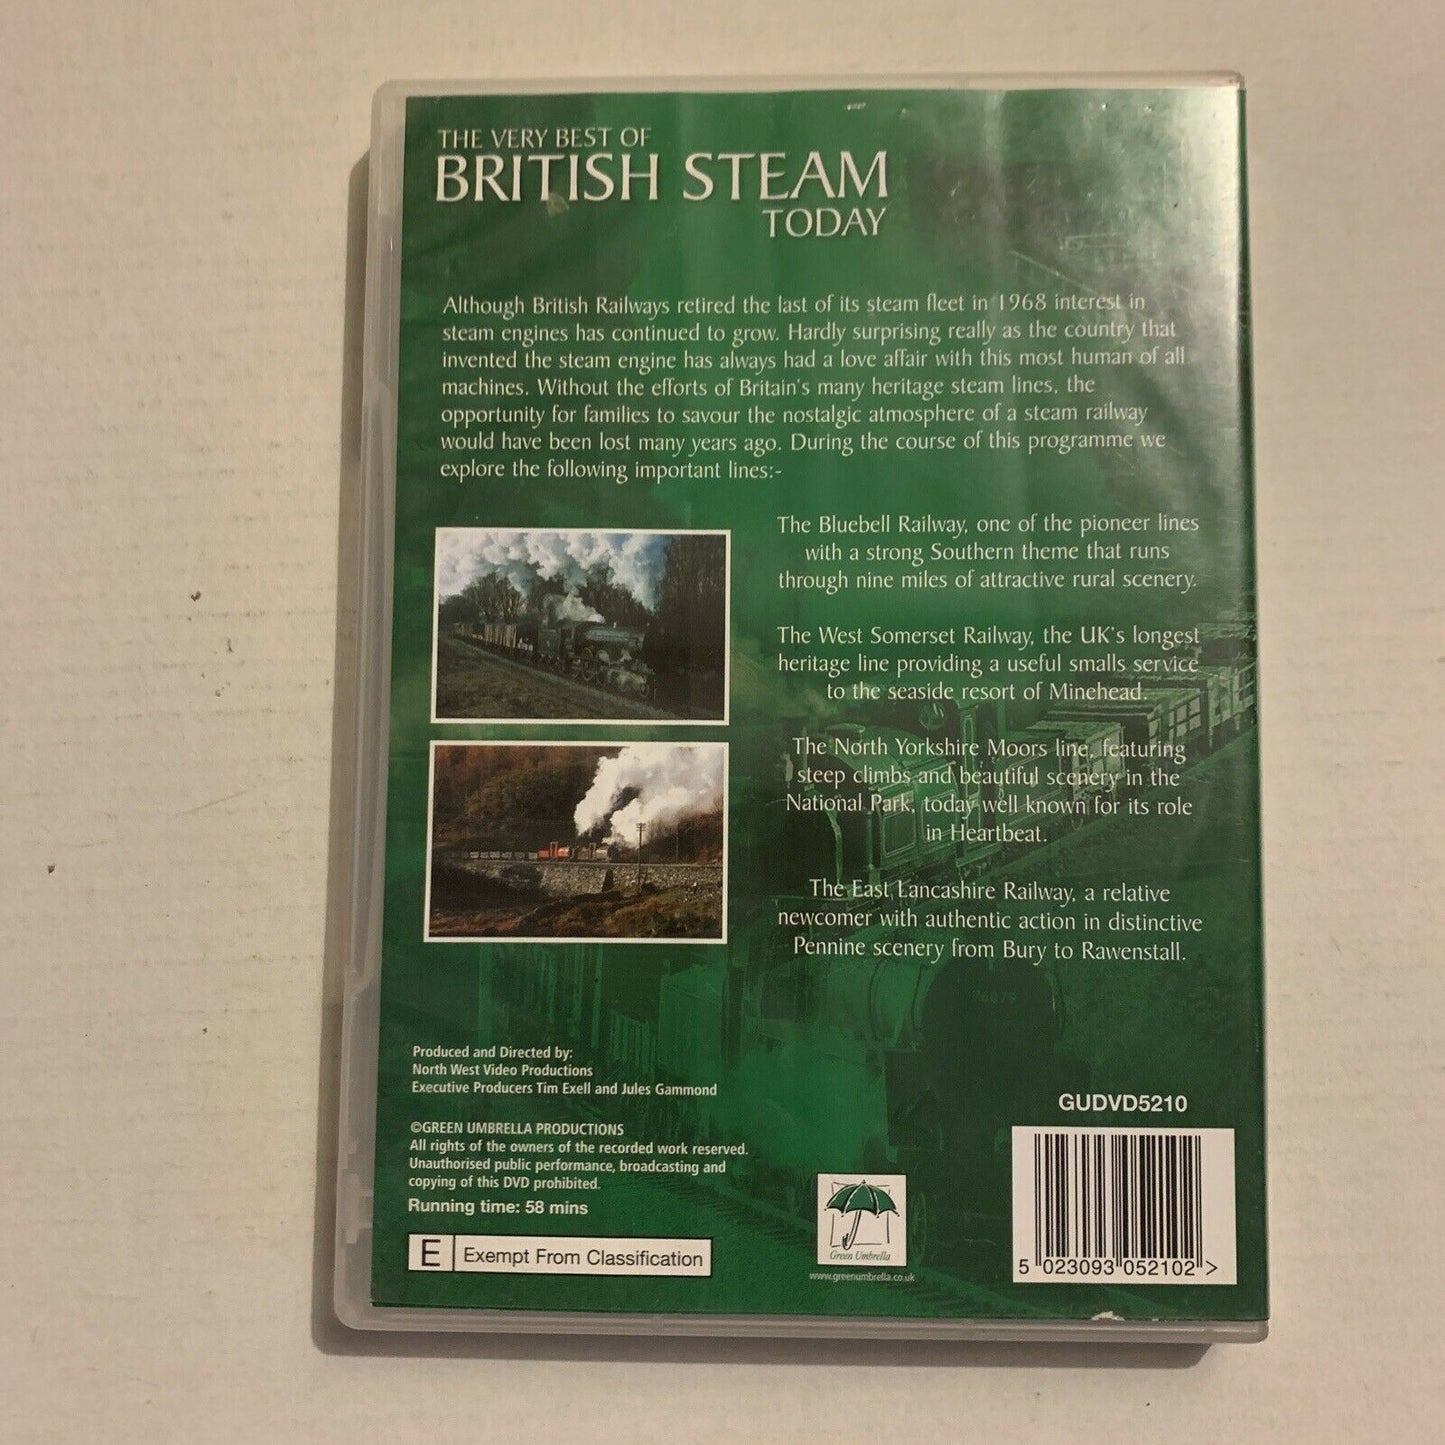 THE VERY BEST OF
BRITISH STEAM
TODAY
Although British Railways retired the last of its steam fleet in 1968 interest in
steam engines has continued to grow. Hardly surprising really as the country that
invented the steam engine has always had a love affair with this most human of all
machines. Without the efforts of Britain's many heritage steam lines, the
opportunity for families to savour the nostalgic atmosphere of a steam railway
would have been lost many years ago. During the course of this programme we
explore the following important lines:-
The Bluebell Railway, one of the pioneer lines
with a strong Southern theme that runs
through nine miles of attractive rural scenery.
The West Somerset Railway, the UK's longest
heritage line providing a useful smalls service
to the seaside resort of Minehead.
The North Yorkshire Moors line, featuring
steep climbs and beautiful scenery in the
National Park, today well known for its role
in Heartbeat.
The East Lancashire Railway, a relative
newcomer with authentic action in distinctive
Pennine scenery from Bury to Rawenstall.
76079
Produced and Directed by:
North West Video Productions
Executive Producers Tim Exell and Jules Gammond
©GREEN UMBRELLA PRODUCTIONS
All rights of the owners of the recorded work reserved.
Unauthorised public performance, broadcasting and
copying of this DVD prohibited.
Running time: 58 mins
E Exempt From Classification
Green Umbrella
www.greenumbrella.co.uk
GUDVD5210
5 023093 052102 >